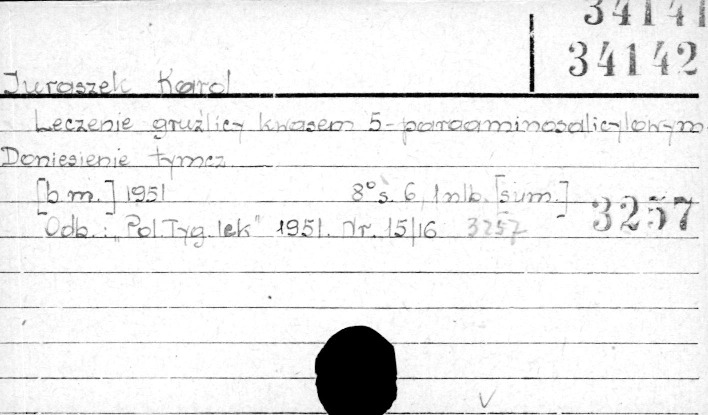 34141
34142
Juraszek Karol
Leczenie gruźlicy kwasem 5-paraaminosalicylowym.
Doniesienie tymcz.
[b.m.] 1951 8° s. 6, 1 nlb. [sum.]
3257
Odb.: „Pol. Tyg. lek" 1951. Nr. 15/16 3257